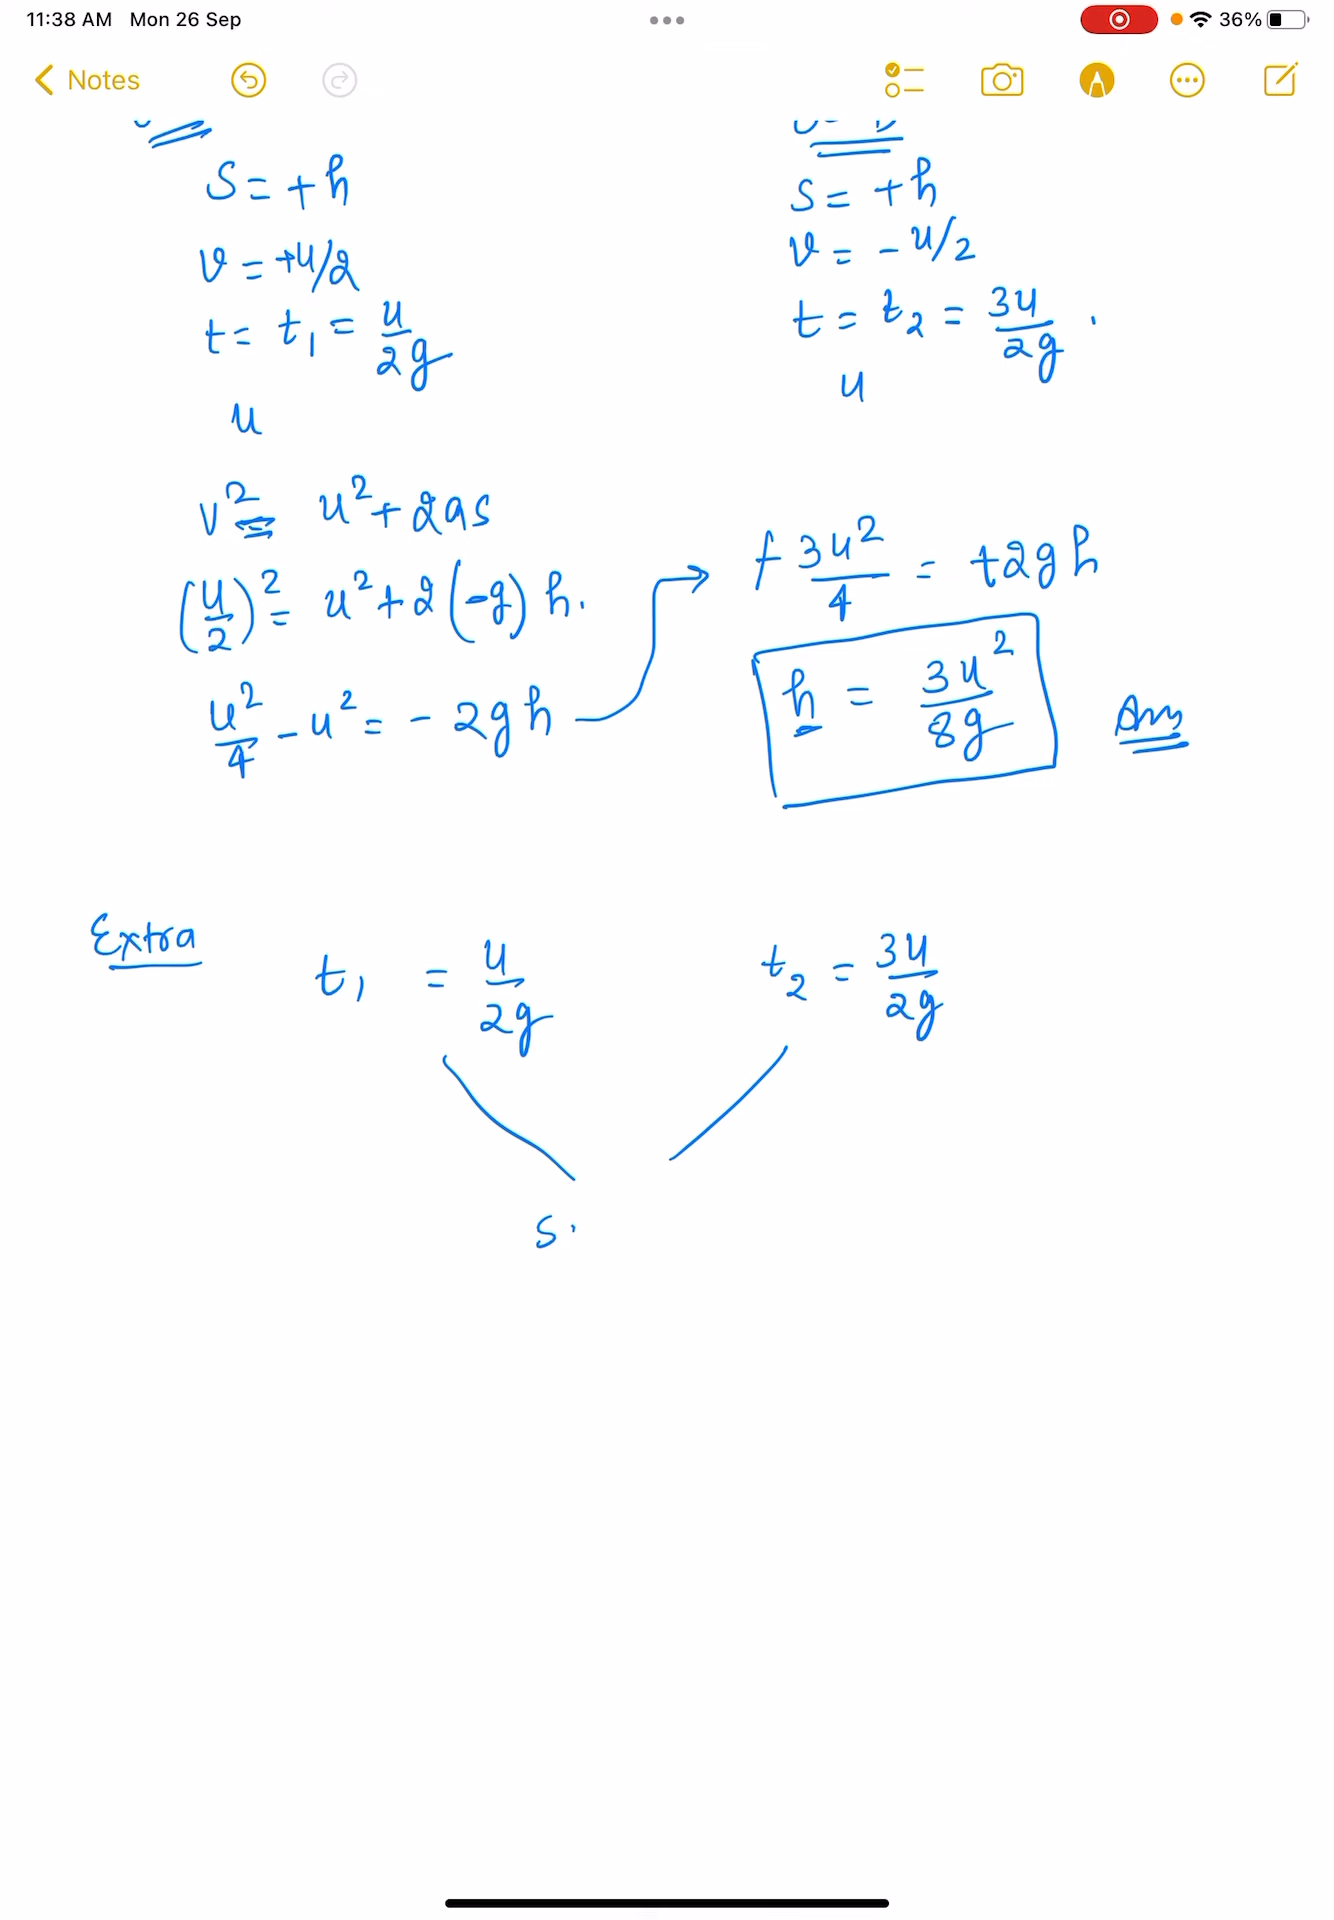 11:38 AM Mon 26 Sep
36%
Notes
S = +h
v = +u/2
t = t₁ = u/2g
u
S = +h
v = - u/2
t = t₂ = 3u/2g .
u
v² = u² + 2as
(u/2)² = u² + 2(-g) h.
u²/4 - u² = - 2gh
+ 3u²/4 = +2gh
h = 3u²/8g
Ans
Extra
t₁ = u/2g
t₂ = 3u/2g
S.